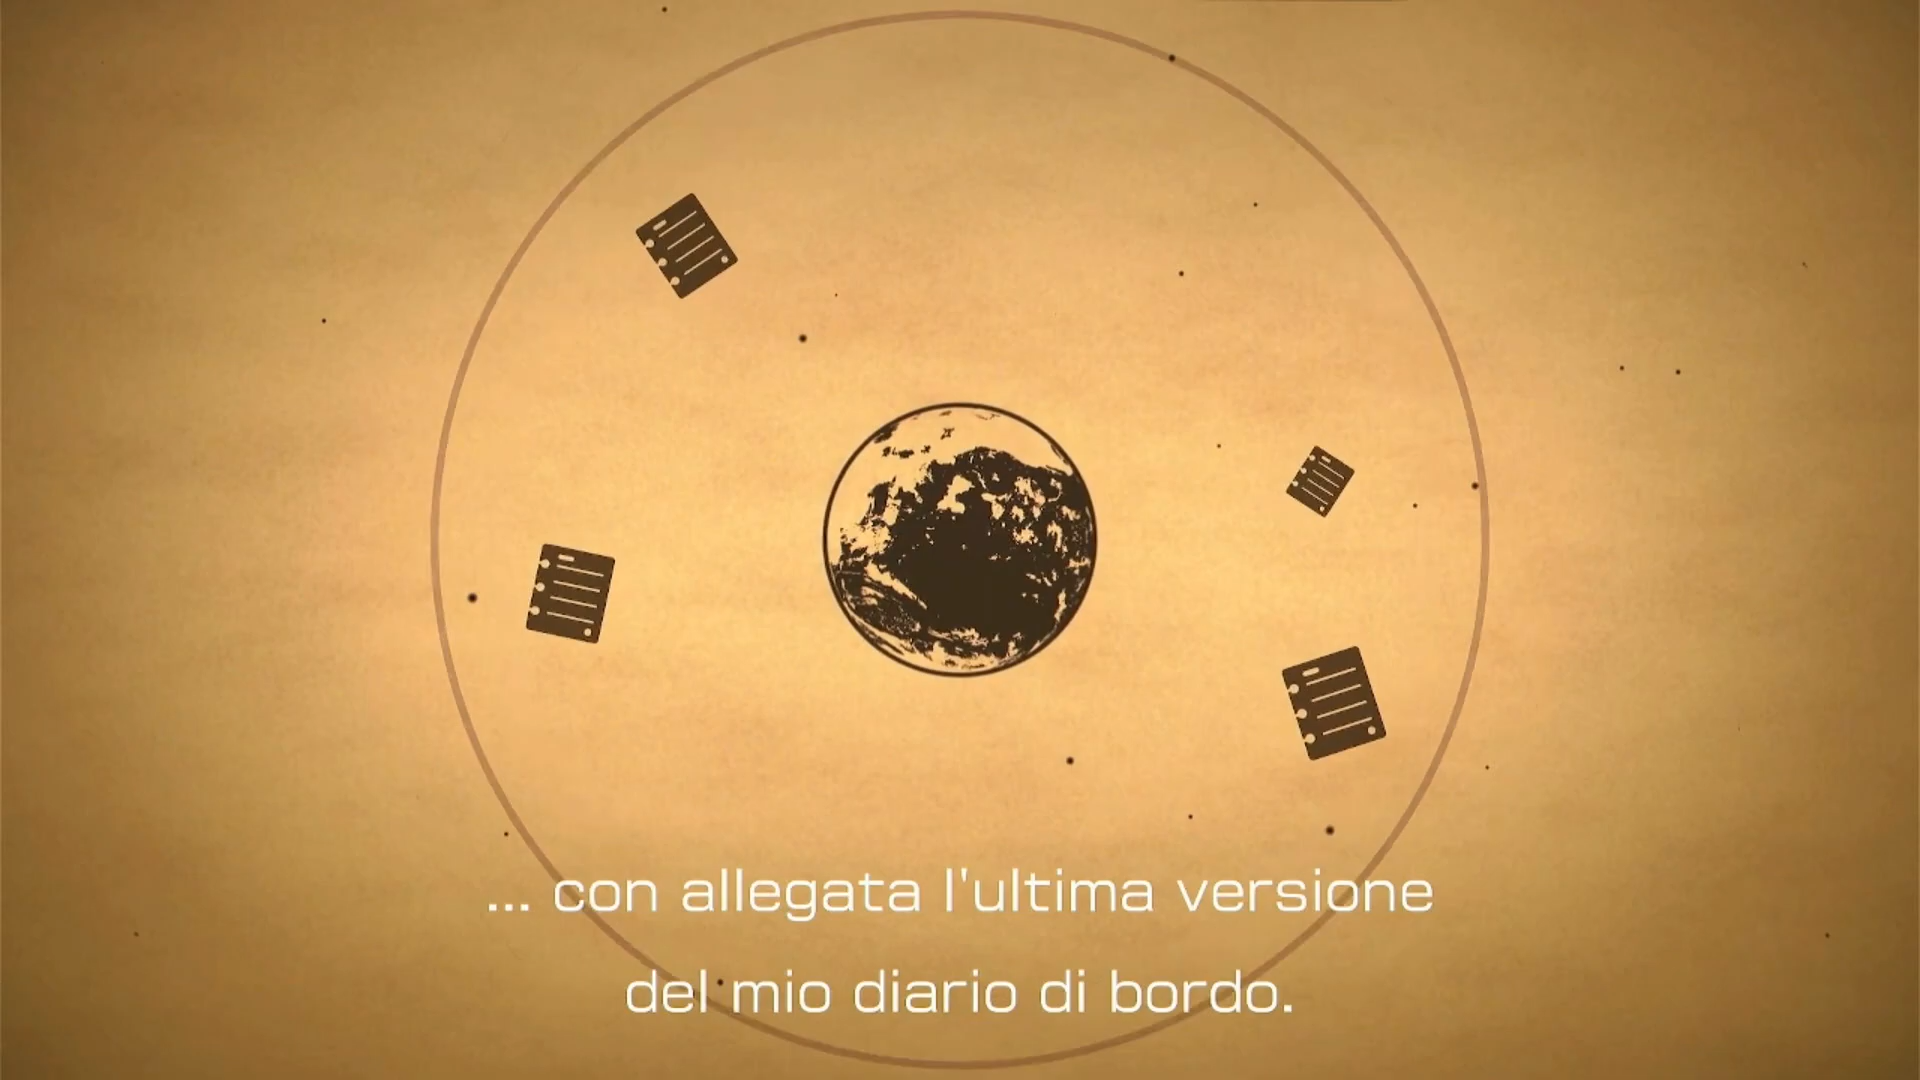 ... con allegata l'ultima versione
del mio diario di bordo.